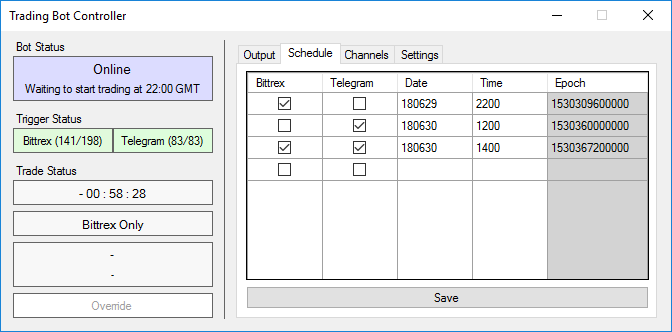 Trading Bot Controller
Bot Status
Online
Waiting to start trading at 22:00 GMT
Trigger Status
Bittrex (141/198) Telegram (83/83)
Trade Status
- 00 : 58 : 28
Bittrex Only
-
-
Override
Output Schedule Channels Settings
Bittrex Telegram Date Time Epoch
180629 2200 1530309600000
180630 1200 1530360000000
180630 1400 1530367200000
Save